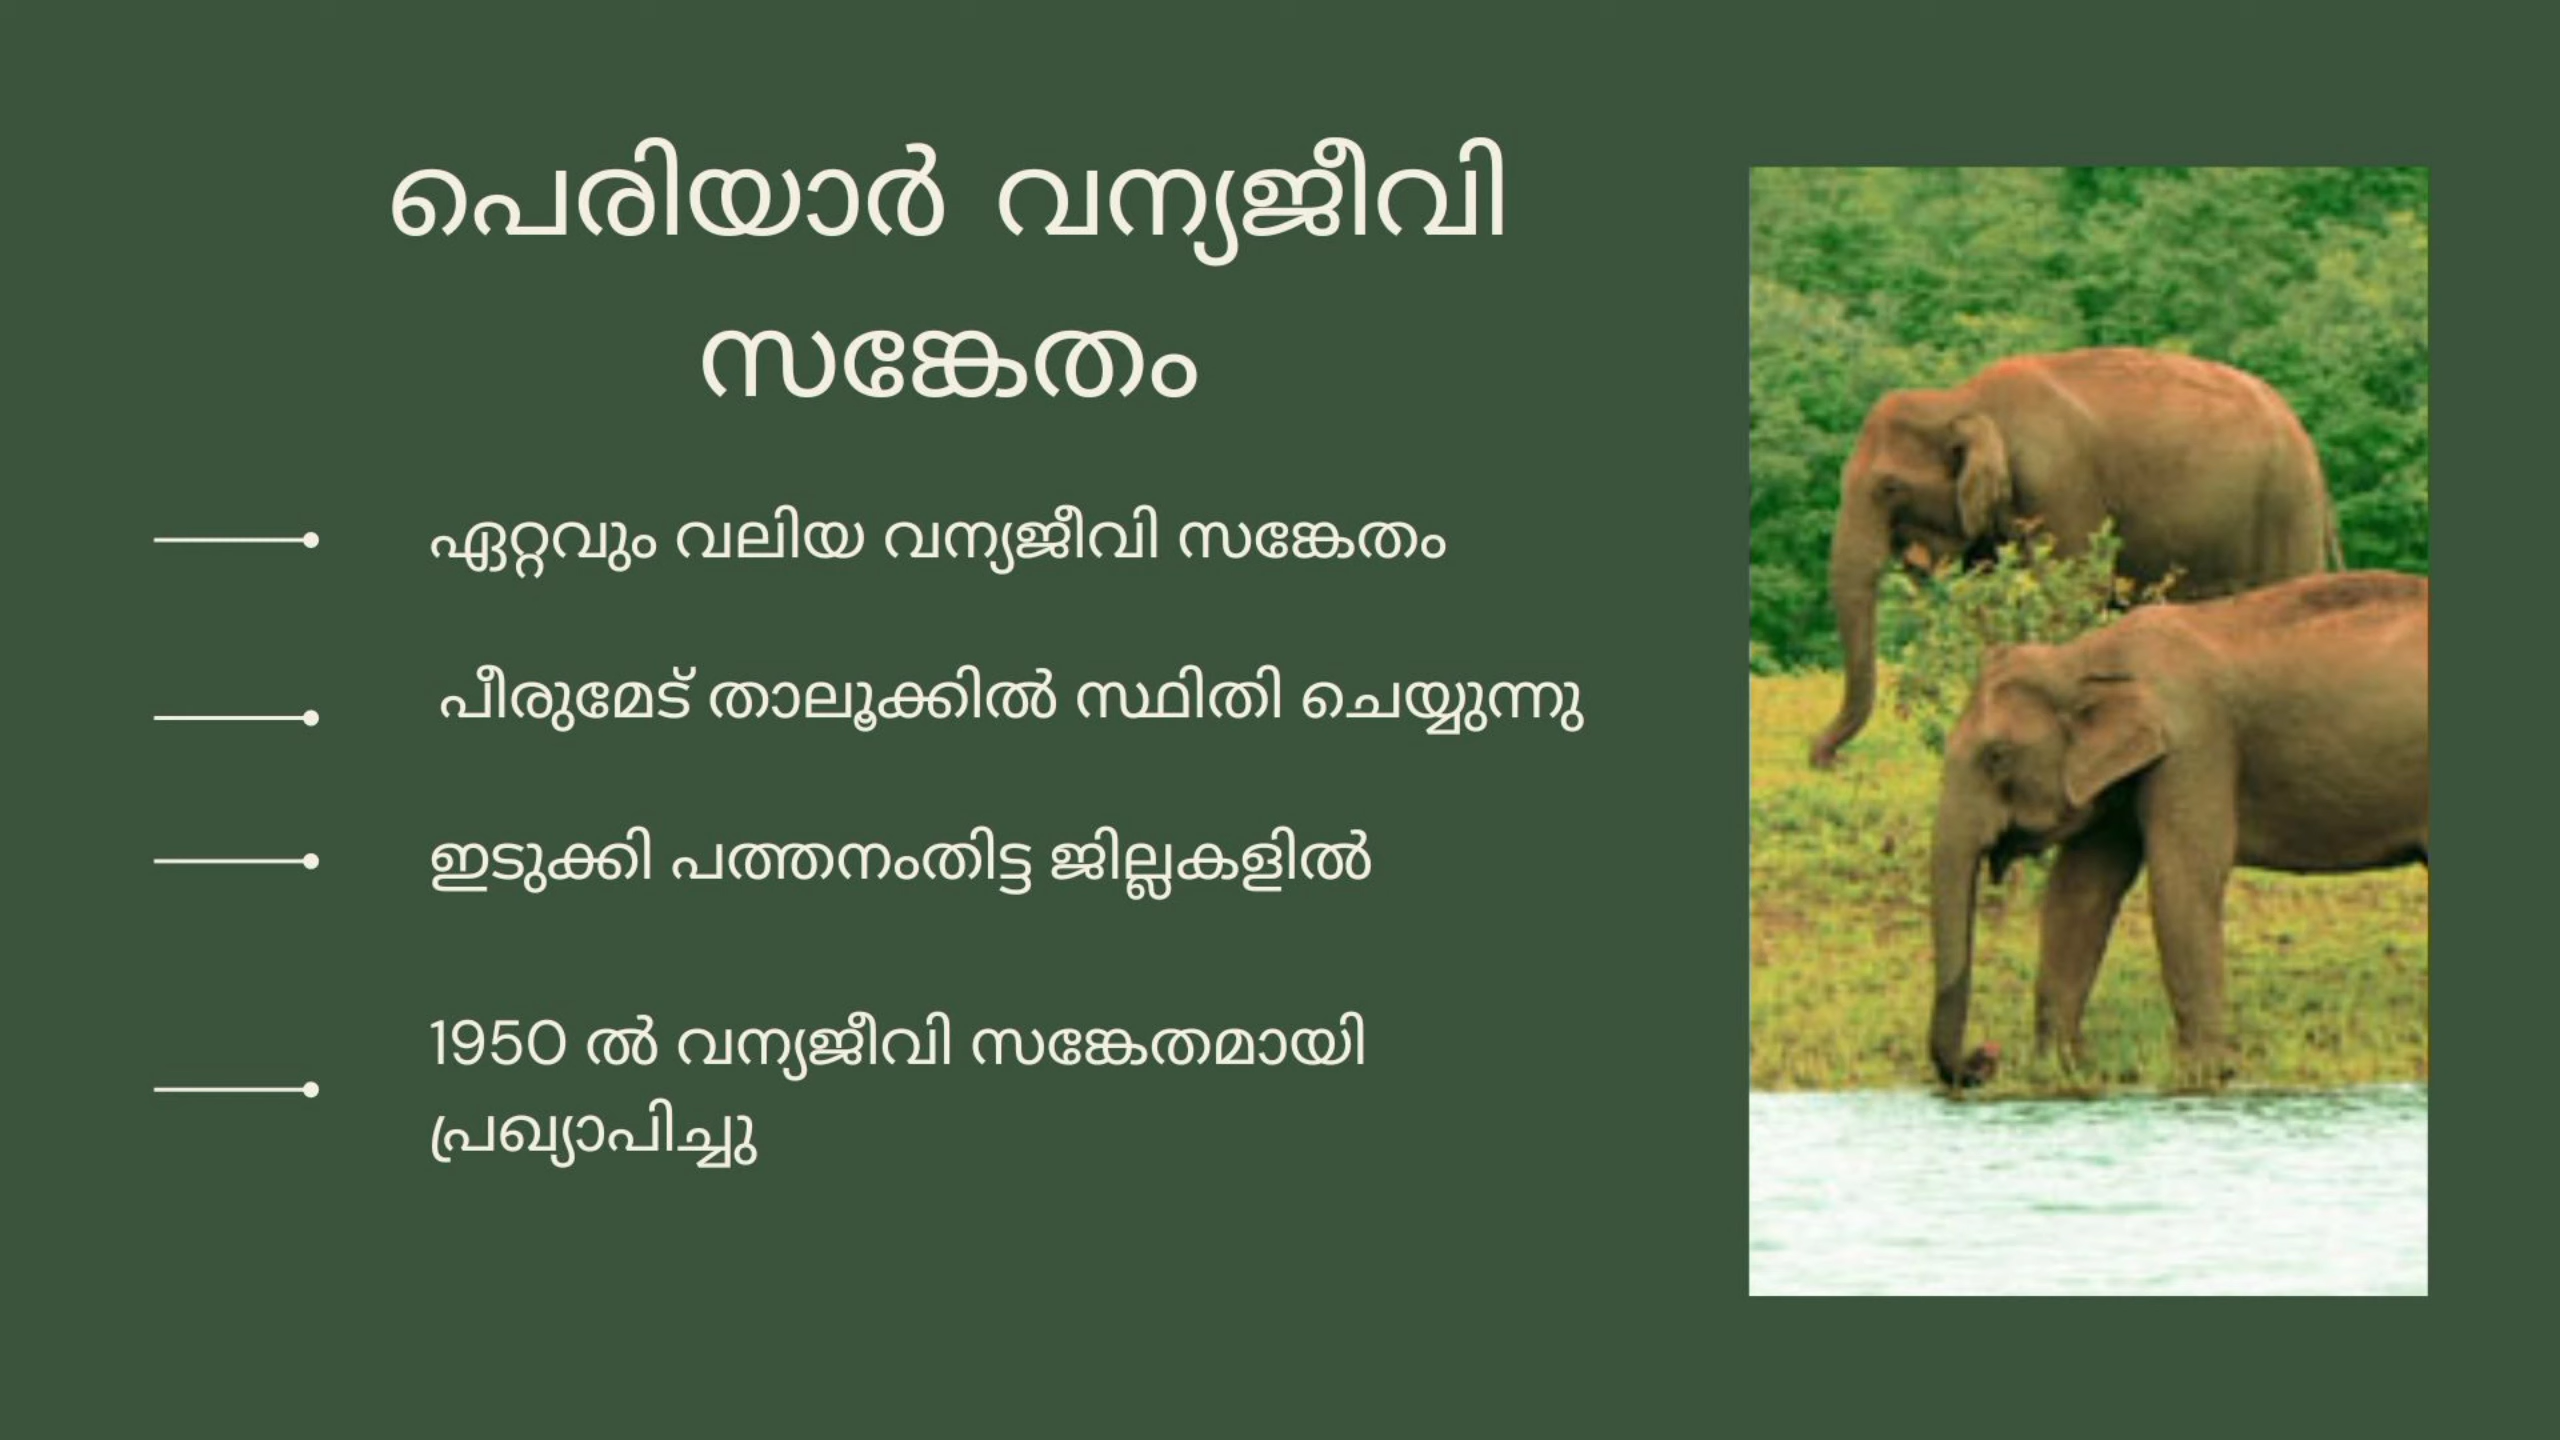 പെരിയാർ വന്യജീവി
സങ്കേതം
ഏറ്റവും വലിയ വന്യജീവി സങ്കേതം
പീരുമേട് താലൂക്കിൽ സ്ഥിതി ചെയ്യുന്നു
ഇടുക്കി പത്തനംതിട്ട ജില്ലകളിൽ
1950 ൽ വന്യജീവി സങ്കേതമായി
പ്രഖ്യാപിച്ചു